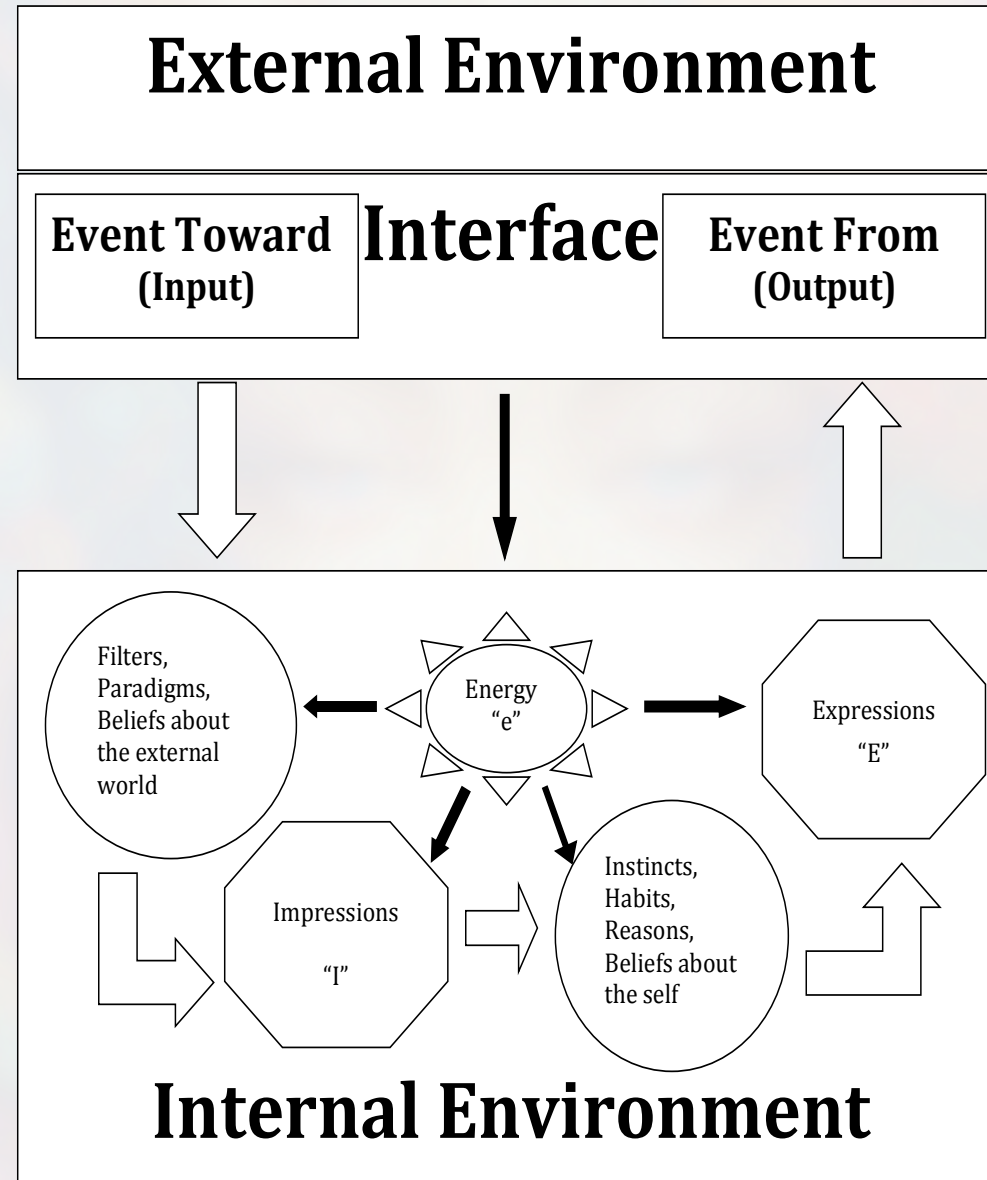 External Environment
Interface
Event Toward
(Input)
Event From
(Output)
Filters,
Paradigms,
Beliefs about
the external
world
Energy
“e”
Expressions
“E”
Impressions
“I”
Instincts,
Habits,
Reasons,
Beliefs about
the self
Internal Environment